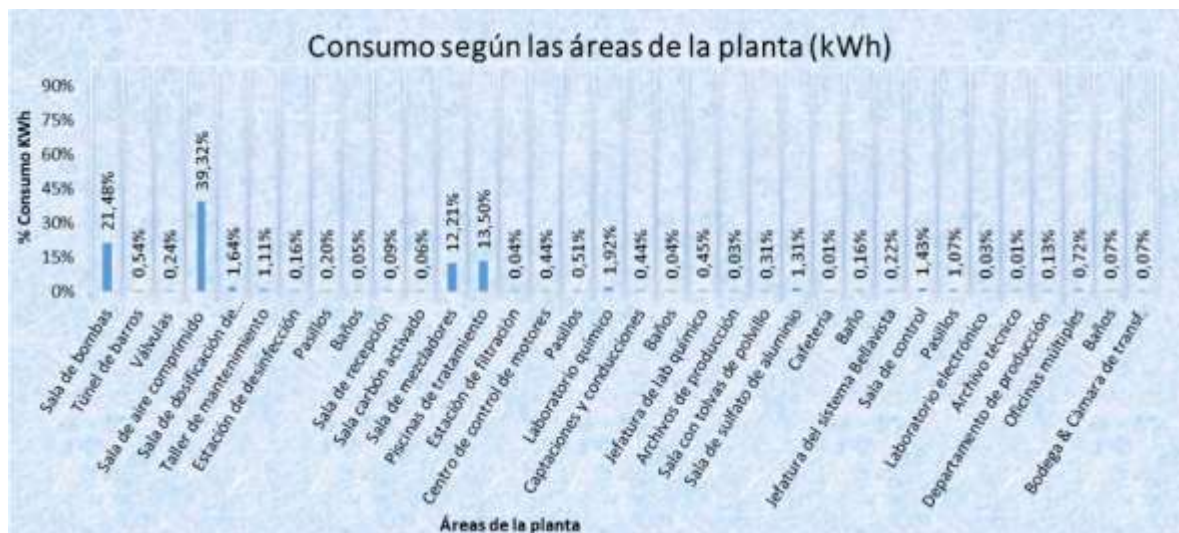 Consumo según las áreas de la planta (kWh)
% Consumo KWh
90%
75%
60%
45%
30%
15%
0%
21,48%
0,54%
0,24%
39,32%
1,64%
1,11%
0,16%
0,20%
0,05%
0,09%
0,06%
12,21%
13,50%
0,04%
0,44%
0,51%
1,92%
0,44%
0,04%
0,45%
0,03%
0,31%
1,31%
0,01%
0,16%
0,22%
1,43%
1,07%
0,03%
0,01%
0,13%
0,72%
0,07%
0,07%
Sala de bombas
Túnel de barros
Válvulas
Sala de aire comprimido
Sala de dosificación de…
Taller de mantenimiento
Estación de desinfección
Pasillos
Baños
Sala de recepción
Sala carbón activado
Sala de mezladores
Piscinas de tratamiento
Estación de filtración
Centro de control de motores
Pasillos
Laboratorio químico
Captaciones y conducciones
Baños
Jefatura de lab químico
Archivos de produción
Sala con tolvas de polvillo
Sala de sulfato de aluminio
Cafetería
Baño
Jefatura del sistema Bellavista
Sala de control
Pasillos
Laboratorio electrónico
Archivo técnico
Departamento de producción
Oficinas múltiples
Baños
Bodega & Cámara de transf.
Áreas de la planta